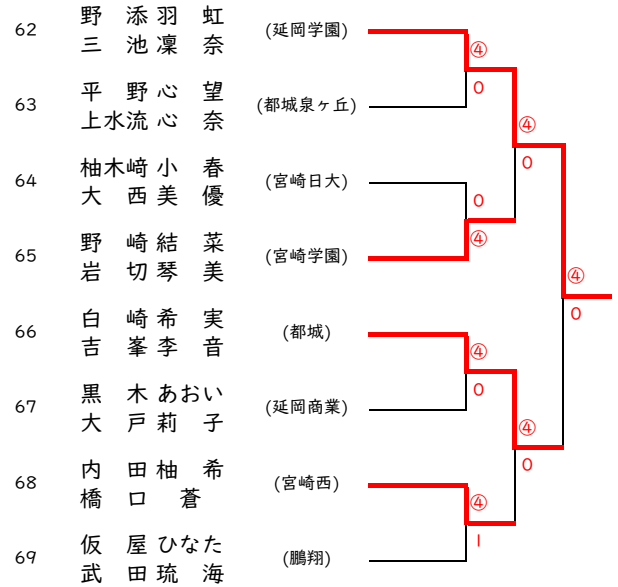 野 添 羽 虹
62 (延岡学園)
三 池 凜 奈
④
0
平 野 心 望
63 (都城泉ヶ丘)
上水流 心 奈
④
0
柚木﨑 小 春
64 (宮崎日大)
大 西 美 優
0
④
野 崎 結 菜
65 (宮崎学園)
岩 切 琴 美
④
0
白 崎 希 実
66 (都城)
吉 峯 李 音
④
0
黒 木 あおい
67 (延岡商業)
大 戸 莉 子
④
0
内 田 柚 希
68 (宮崎西)
橋 口 蒼
④
1
仮 屋 ひなた
69 (鵬翔)
武 田 琉 海